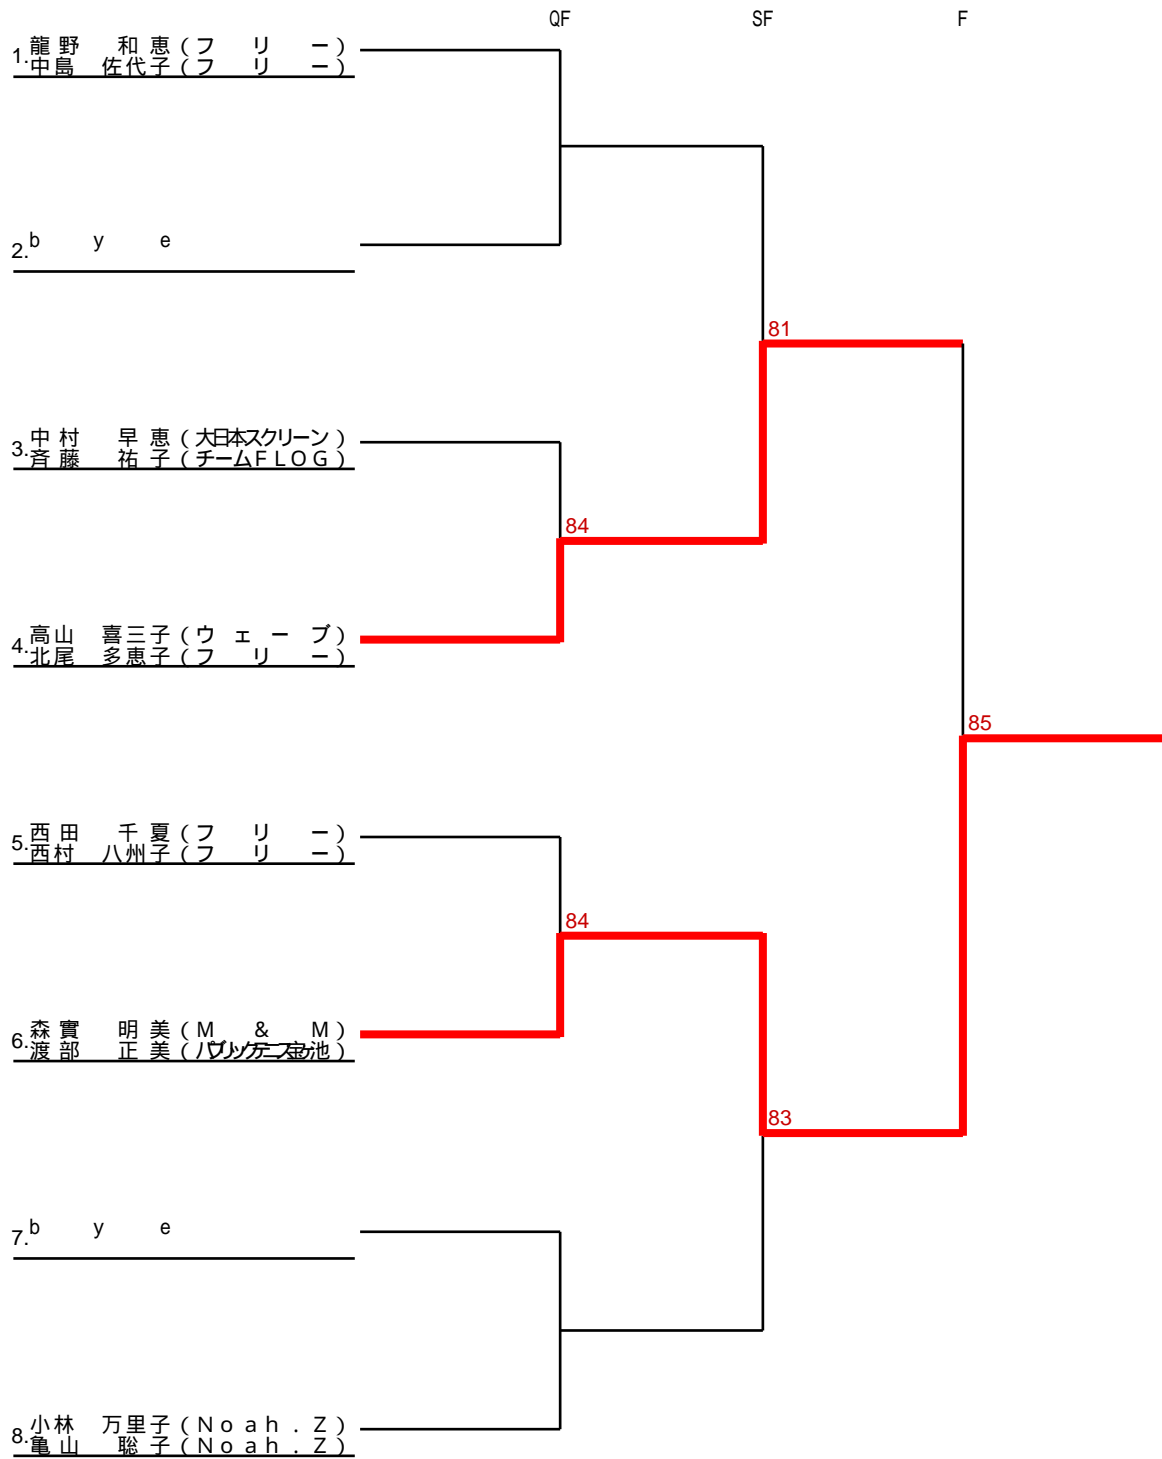 QF SF F
1. 龍野 和恵(フリー)
中島 佐代子(フリー)
2. bye
81
3. 中村 早恵(大日本スクリーン)
斉藤 祐子(チームFLOG)
84
4. 高山 喜三子(ウェーブ)
北尾 多恵子(フリー)
85
5. 西田 千夏(フリー)
西村 八州子(フリー)
84
6. 森實 明美(M&M)
渡部 正美(パブリックテニス宝ヶ池)
83
7. bye
8. 小林 万里子(Noah.Z)
亀山 聡子(Noah.Z)